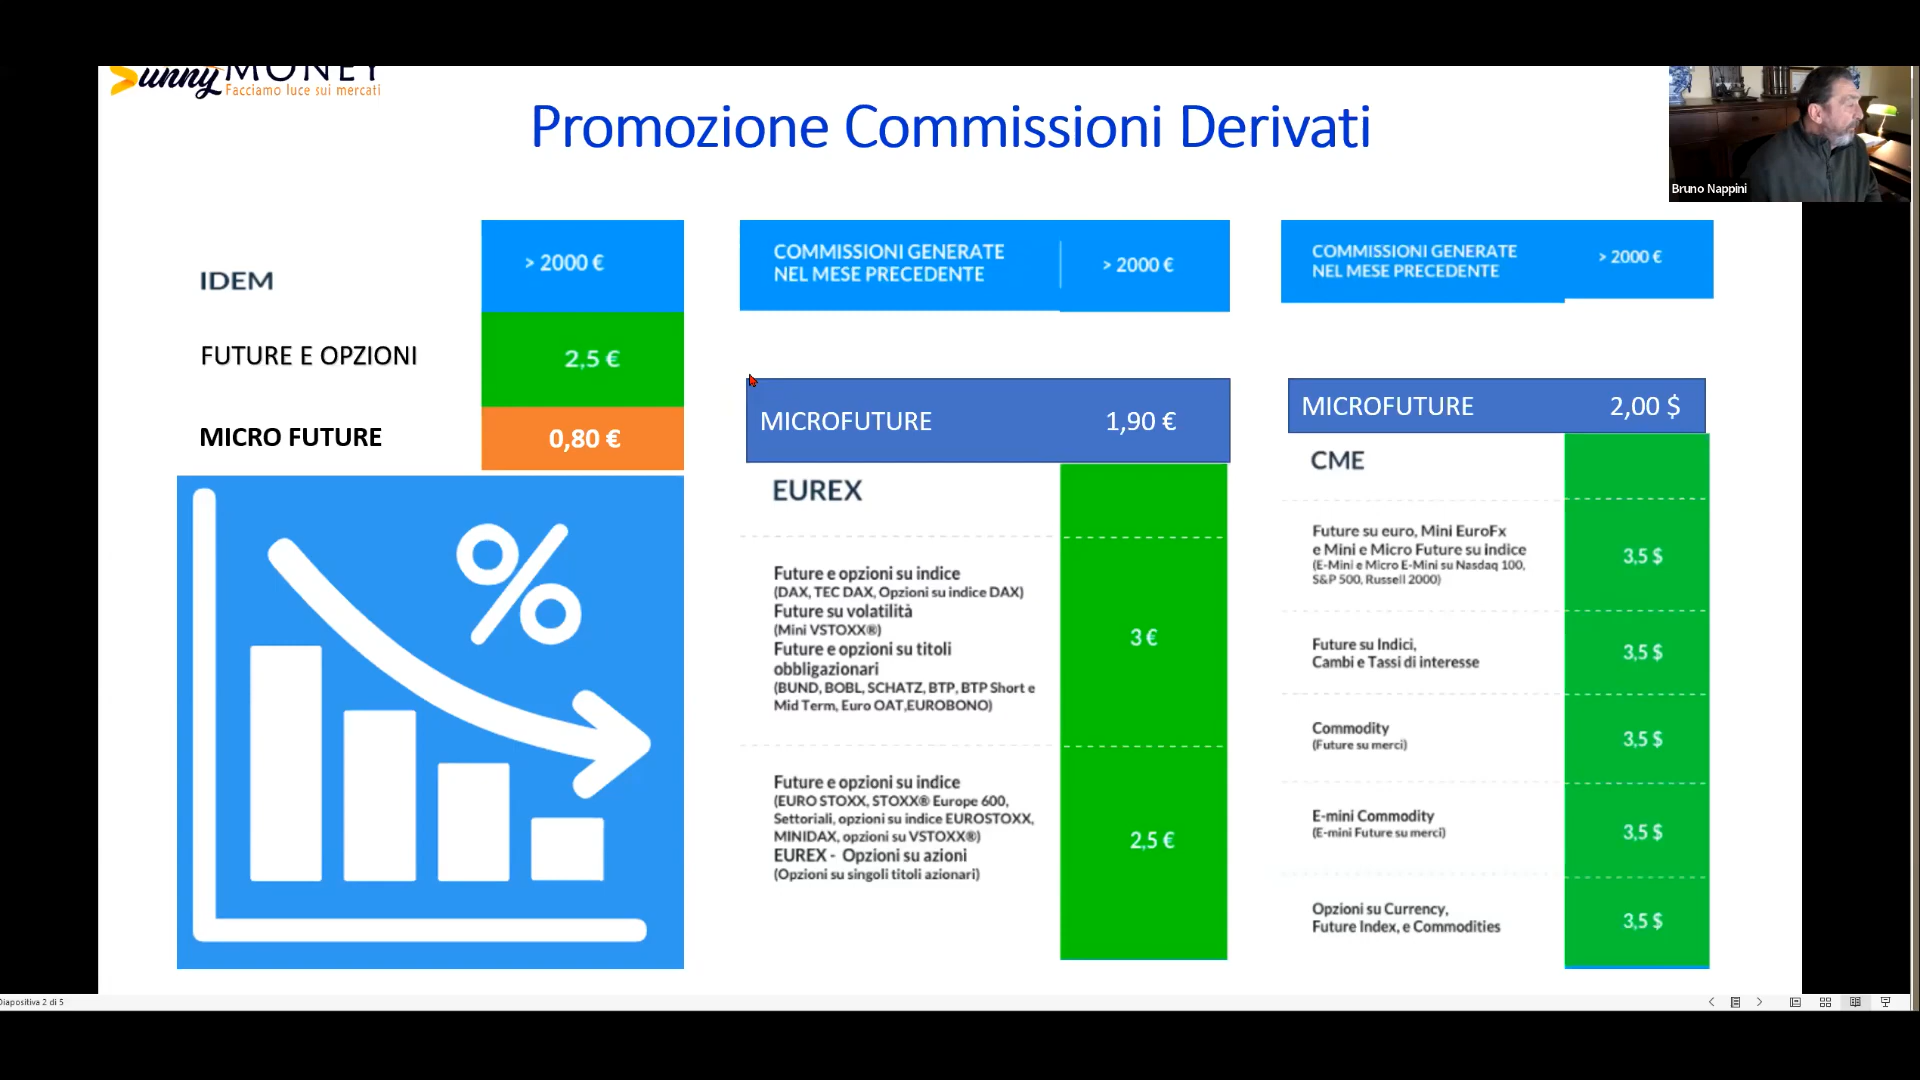 Sunny MONEY
Facciamo luce sui mercati
Promozione Commissioni Derivati
Bruno Nappini
> 2000 €
IDEM
FUTURE E OPZIONI
2,5 €
MICRO FUTURE
0,80 €
%
COMMISSIONI GENERATE
NEL MESE PRECEDENTE
> 2000 €
MICROFUTURE
1,90 €
EUREX
Future e opzioni su indice
(DAX, TEC DAX, Opzioni su indice DAX)
Future su volatilità
(Mini VSTOXX®)
Future e opzioni su titoli
obbligazionari
(BUND, BOBL, SCHATZ, BTP, BTP Short e
Mid Term, Euro OAT,EUROBONO)
3 €
Future e opzioni su indice
(EURO STOXX, STOXX® Europe 600,
Settoriali, opzioni su indice EUROSTOXX,
MINIDAX, opzioni su VSTOXX®)
EUREX - Opzioni su azioni
(Opzioni su singoli titoli azionari)
2,5 €
COMMISSIONI GENERATE
NEL MESE PRECEDENTE
> 2000 €
MICROFUTURE
2,00 $
CME
Future su euro, Mini EuroFx
e Mini e Micro Future su indice
(E-Mini e Micro E-Mini su Nasdaq 100,
S&P 500, Russell 2000)
3,5 $
Future su Indici,
Cambi e Tassi di interesse
3,5 $
Commodity
(Future su merci)
3,5 $
E-mini Commodity
(E-mini Future su merci)
3,5 $
Opzioni su Currency,
Future Index, e Commodities
3,5 $
Diapositiva 2 di 5